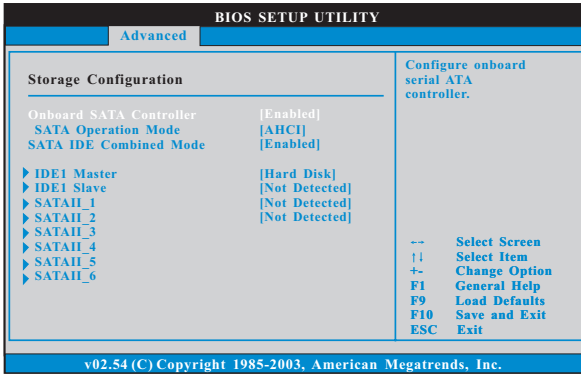 BIOS SETUP UTILITY
Advanced
Storage Configuration
Onboard SATA Controller [Enabled]
SATA Operation Mode [AHCI]
SATA IDE Combined Mode [Enabled]
IDE1 Master [Hard Disk]
IDE1 Slave [Not Detected]
SATAII_1 [Not Detected]
SATAII_2 [Not Detected]
SATAII_3
SATAII_4
SATAII_5
SATAII_6
Configure onboard
serial ATA
controller.
←→ Select Screen
↑↓ Select Item
+- Change Option
F1 General Help
F9 Load Defaults
F10 Save and Exit
ESC Exit
v02.54 (C) Copyright 1985-2003, American Megatrends, Inc.